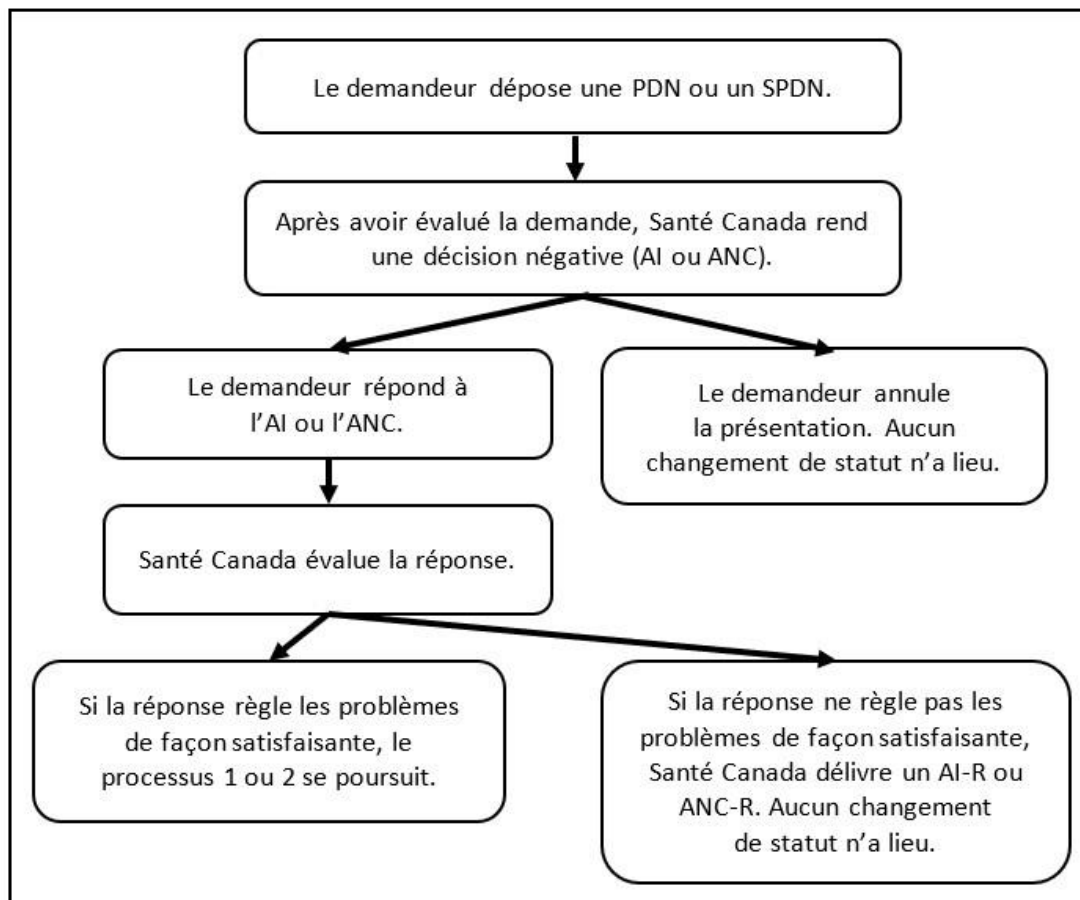 Le demandeur dépose une PDN ou un SPDN.
Après avoir évalué la demande, Santé Canada rend
une décision négative (AI ou ANC).
Le demandeur répond à
l’AI ou l’ANC.
Le demandeur annule
la présentation. Aucun
changement de statut n’a lieu.
Santé Canada évalue la réponse.
Si la réponse règle les problèmes
de façon satisfaisante, le
processus 1 ou 2 se poursuit.
Si la réponse ne règle pas les
problèmes de façon satisfaisante,
Santé Canada délivre un AI-R ou
ANC-R. Aucun changement
de statut n’a lieu.